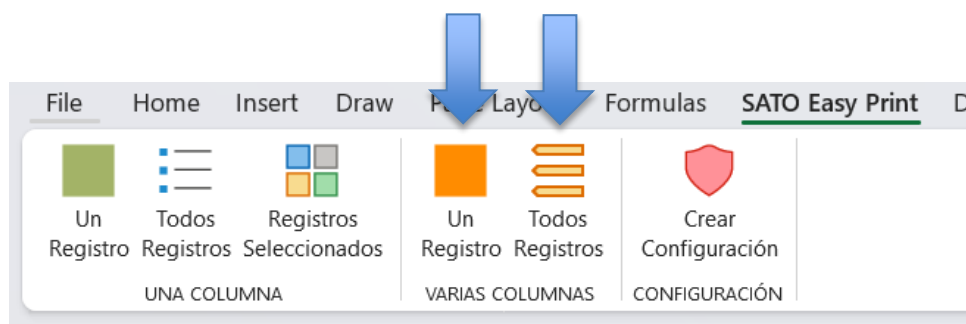 File Home Insert Draw Layo Formulas SATO Easy Print D
Un Todos Registros Un Todos Crear
Registro Registros Seleccionados Registro Registros Configuración
UNA COLUMNA VARIAS COLUMNAS CONFIGURACIÓN